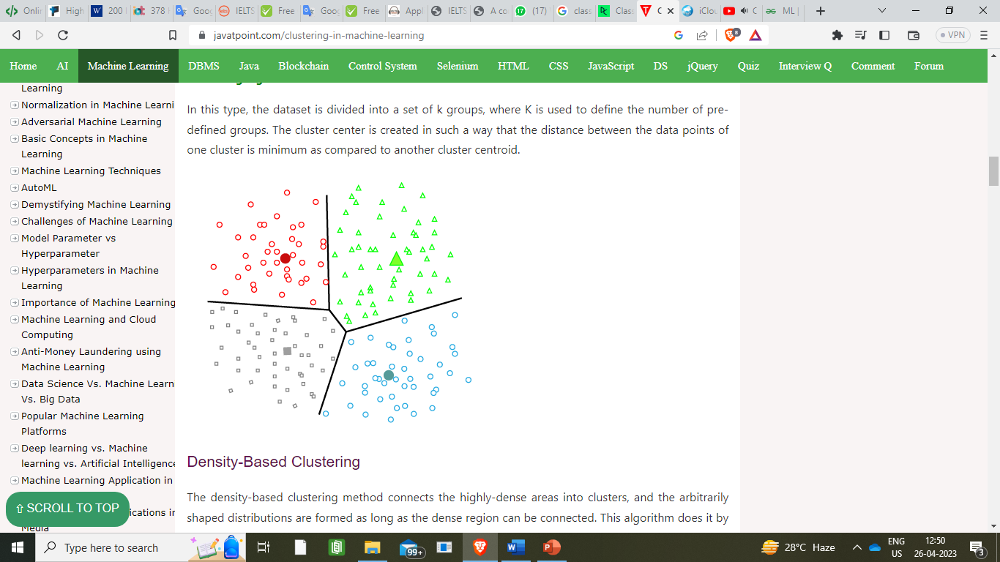 Onl
High
W 200
378
Goog
IELTS
Free
Goog
Free
Appl
IELTS
A co
(17)
class
Class
C
iClou
C
ML |
javatpoint.com/clustering-in-machine-learning
8
VPN
Home AI Machine Learning DBMS Java Blockchain Control System Selenium HTML CSS JavaScript DS jQuery Quiz Interview Q Comment Forum
Learning
Normalization in Machine Learni
Adversarial Machine Learning
Basic Concepts in Machine
Learning
Machine Learning Techniques
AutoML
Demystifying Machine Learning
Challenges of Machine Learning
Model Parameter vs
Hyperparameter
Hyperparameters in Machine
Learning
Importance of Machine Learning
Machine Learning and Cloud
Computing
Anti-Money Laundering using
Machine Learning
Data Science Vs. Machine Learn
Vs. Big Data
Popular Machine Learning
Platforms
Deep learning vs. Machine
learning vs. Artificial Intelligence
Machine Learning Application in
ications in
Media
⇧ SCROLL TO TOP
In this type, the dataset is divided into a set of k groups, where K is used to define the number of pre-
defined groups. The cluster center is created in such a way that the distance between the data points of
one cluster is minimum as compared to another cluster centroid.
Density-Based Clustering
The density-based clustering method connects the highly-dense areas into clusters, and the arbitrarily
shaped distributions are formed as long as the dense region can be connected. This algorithm does it by
Type here to search
99+
28°C Haze
ENG
US
12:50
26-04-2023
3